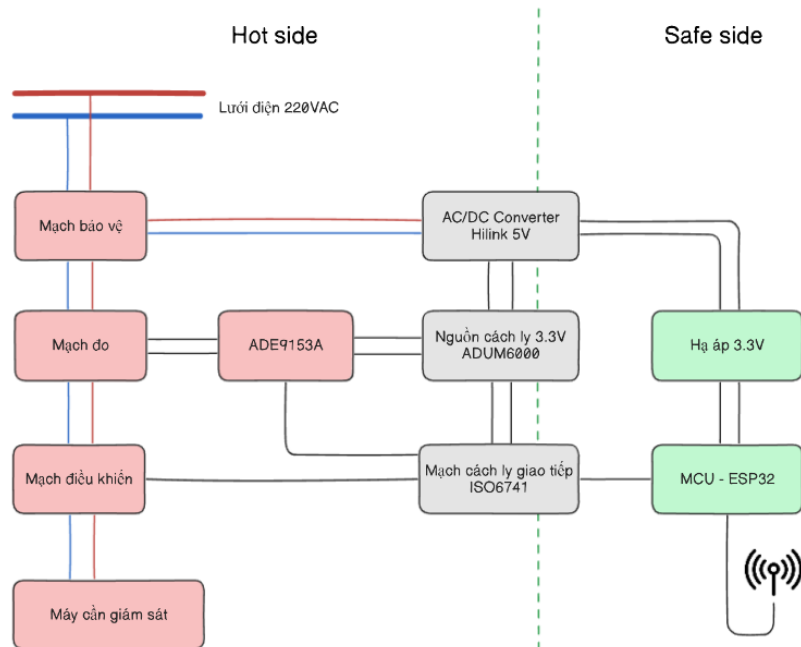 Hot side
Safe side
Lưới điện 220VAC
Mạch bảo vệ
AC/DC Converter
Hilink 5V
Mạch đo
ADE9153A
Nguồn cách ly 3.3V
ADUM6000
Hạ áp 3.3V
Mạch điều khiển
Mạch cách ly giao tiếp
ISO6741
MCU - ESP32
Máy cần giám sát